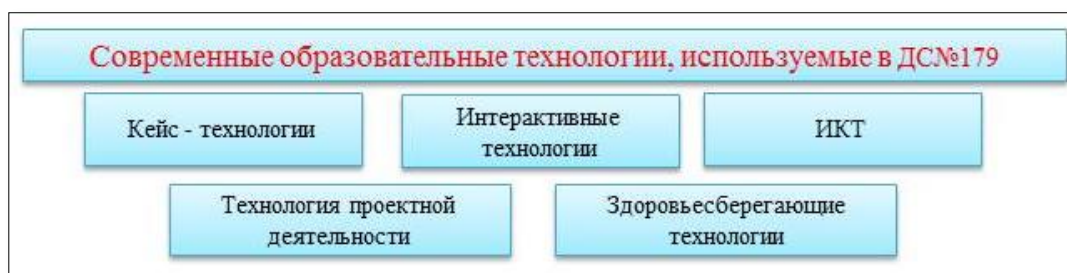 Современные образовательные технологии, используемые в ДС№179
Кейс - технологии
Интерактивные
технологии
ИКТ
Технология проектной
деятельности
Здоровьесберегающие
технологии